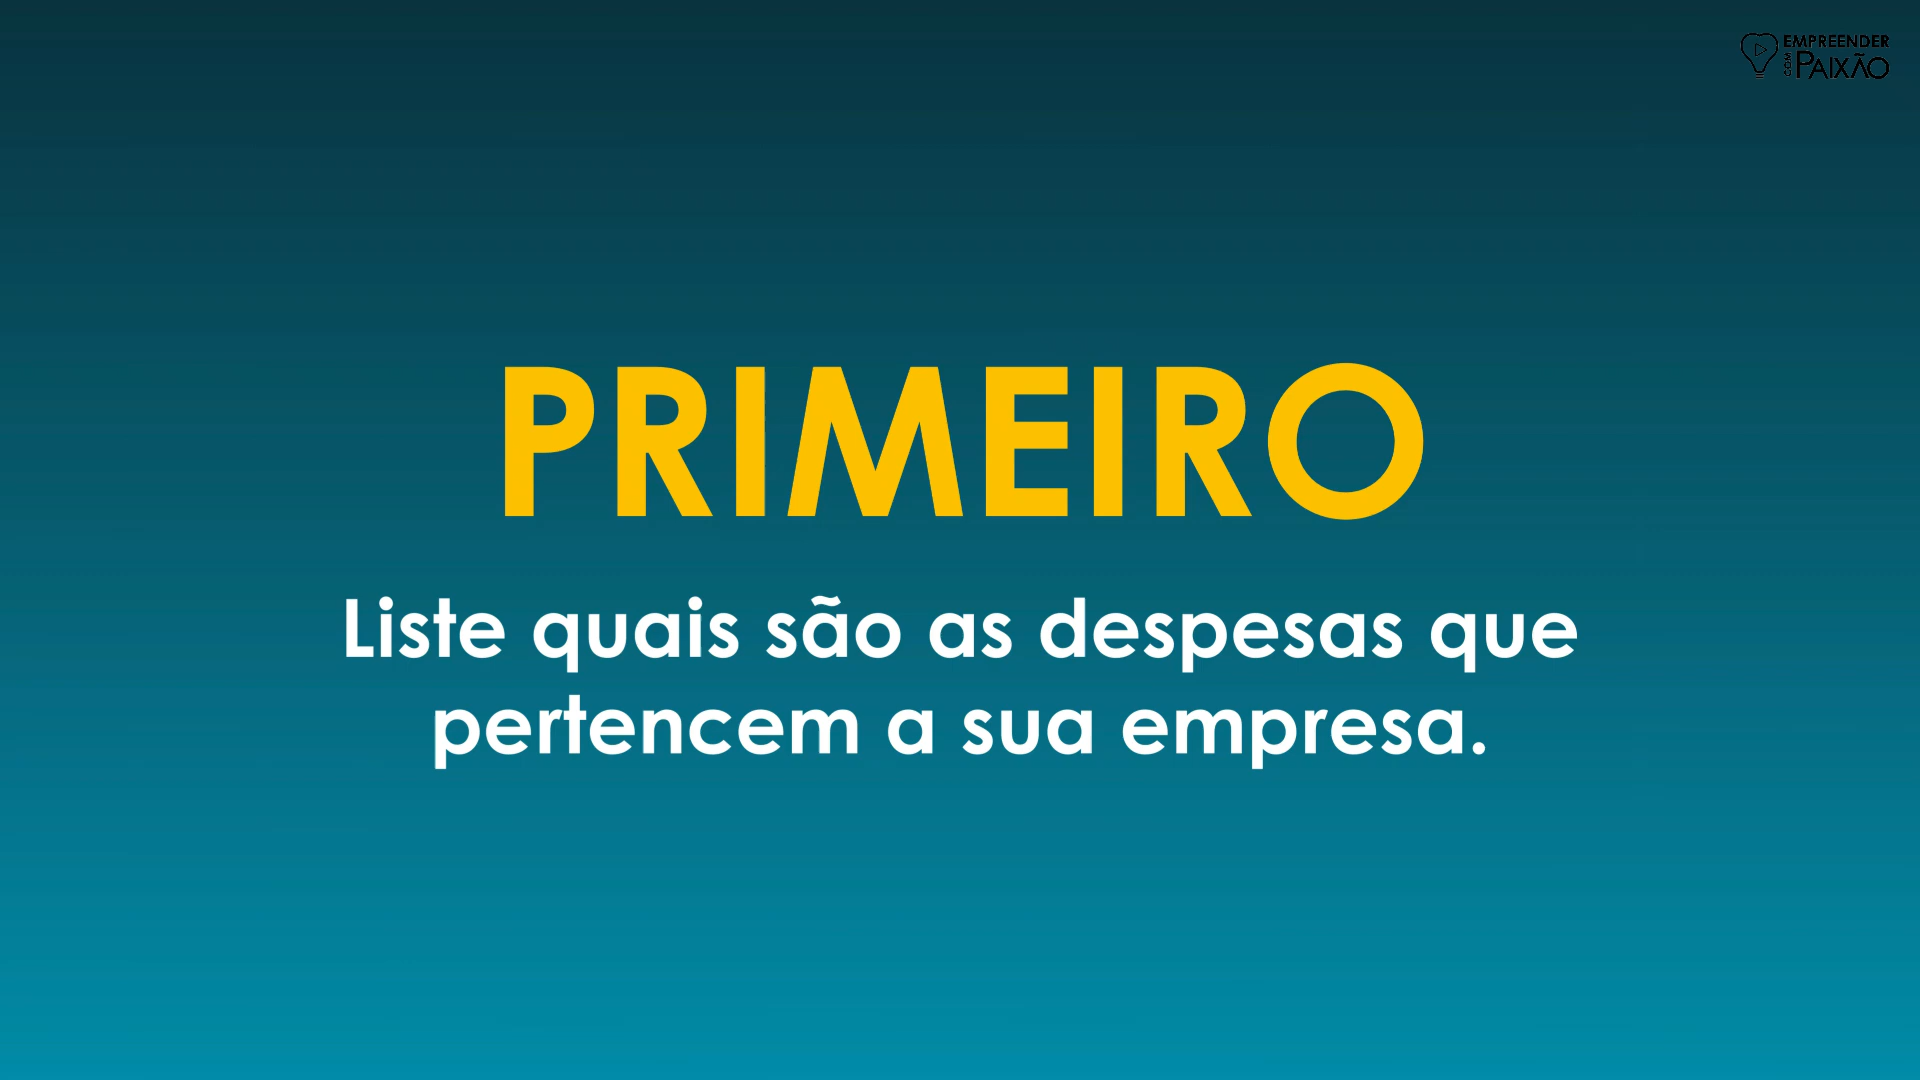 EMPREENDER
COM PAIXÃO
PRIMEIRO
Liste quais são as despesas que
pertencem a sua empresa.